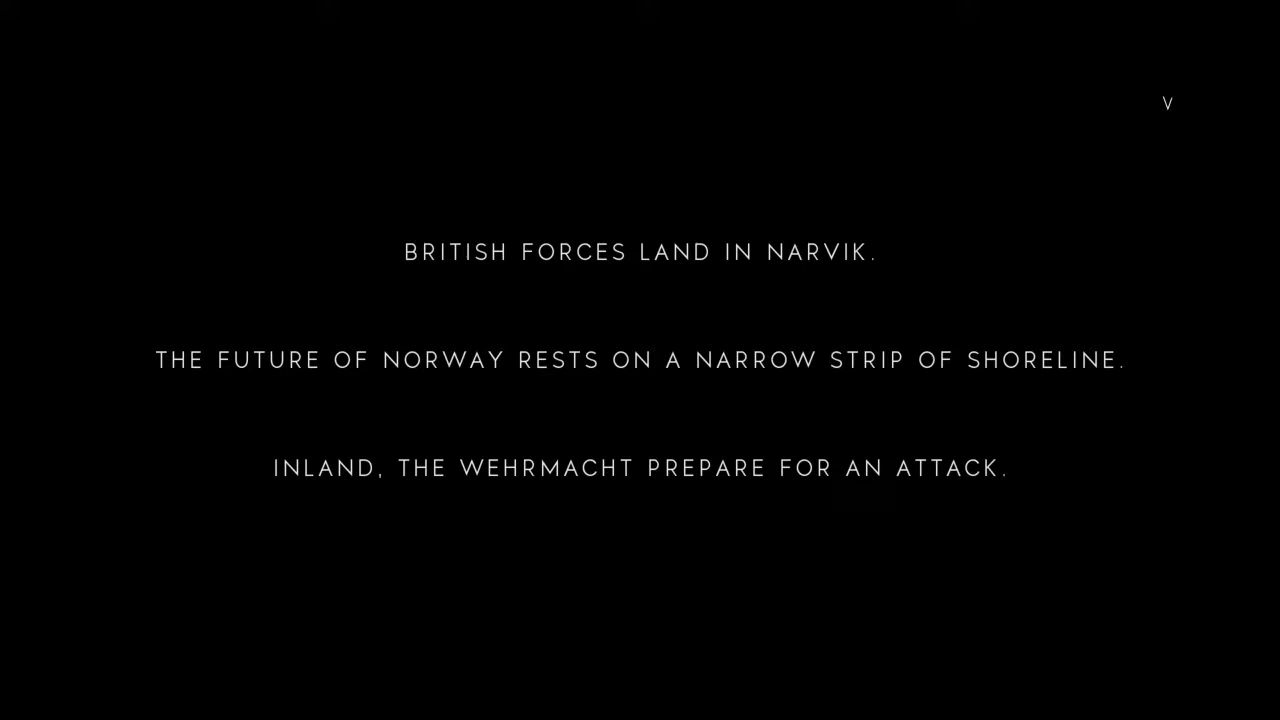 V
BRITISH FORCES LAND IN NARVIK.
THE FUTURE OF NORWAY RESTS ON A NARROW STRIP OF SHORELINE.
INLAND, THE WEHRMACHT PREPARE FOR AN ATTACK.